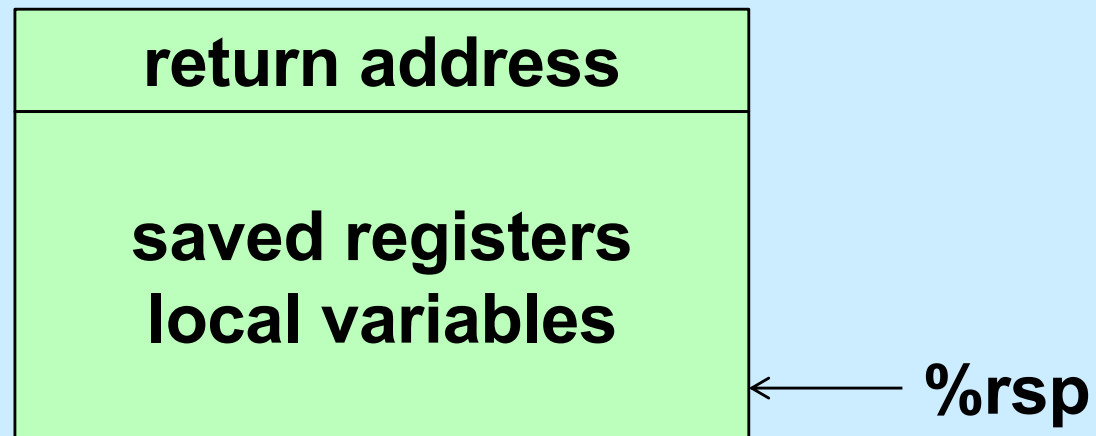 return address
saved registers
local variables
%rsp